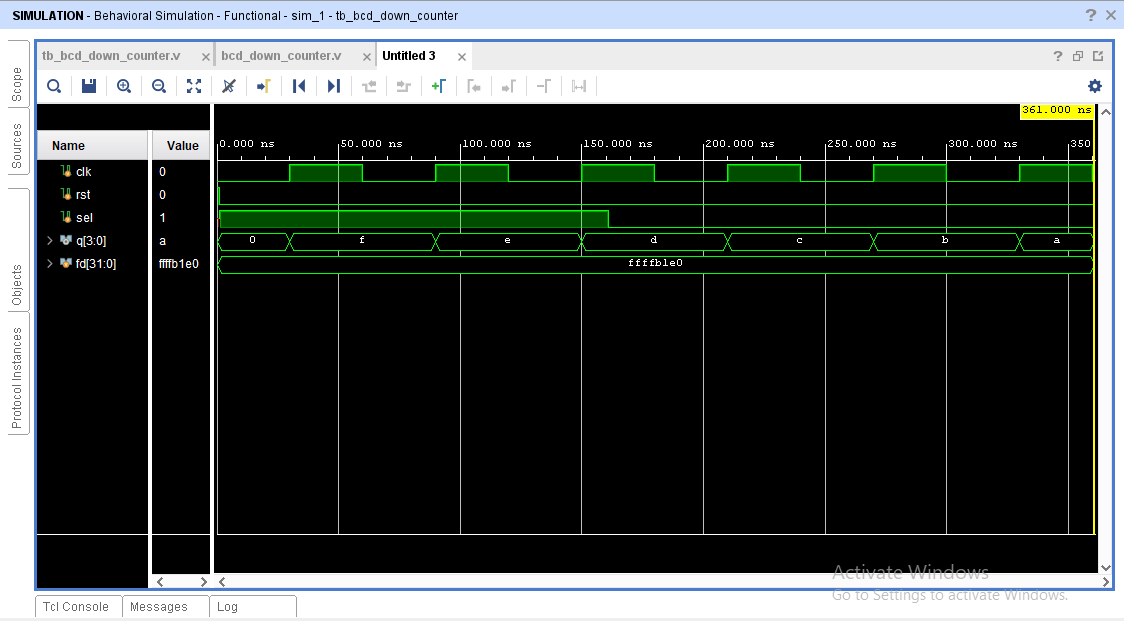 SIMULATION - Behavioral Simulation - Functional - sim_1 - tb_bcd_down_counter
? ×
Scope
Sources
Objects
Protocol Instances
tb_bcd_down_counter.v × bcd_down_counter.v × Untitled 3 ×
?
361.000 ns
Name Value
0.000 ns 50.000 ns 100.000 ns 150.000 ns 200.000 ns 250.000 ns 300.000 ns 350
clk 0
rst 0
sel 1
q[3:0] a 0 f e d c b a
fd[31:0] ffffb1e0 ffffb1e0
Activate Windows
Go to Settings to activate Windows.
Tcl Console Messages Log